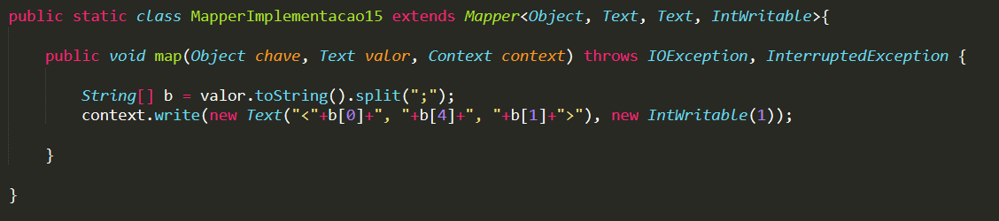 public static class MapperImplementacao15 extends Mapper<Object, Text, Text, IntWritable>{
public void map(Object chave, Text valor, Context context) throws IOException, InterruptedException {
String[] b = valor.toString().split(";");
context.write(new Text("<"+b[0]+", "+b[4]+", "+b[1]+">"), new IntWritable(1));
}
}